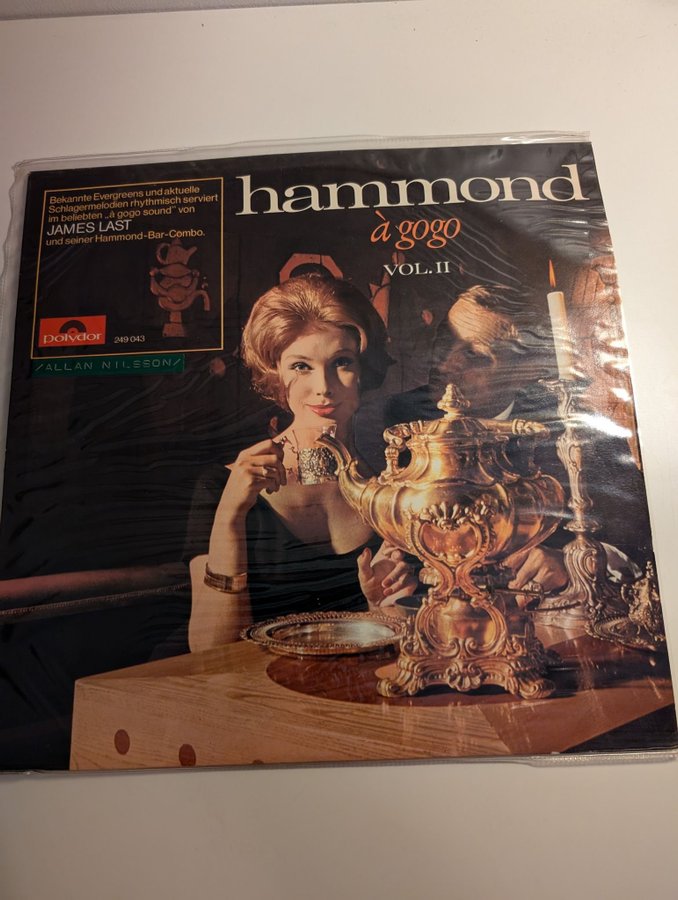 Bekannte Evergreens und aktuelle
Schlagermelodien rhythmisch serviert
im beliebten „à gogo sound" von
JAMES LAST
und seiner Hammond-Bar-Combo.
Polydor
249 043
/ALLAN NILSSON/
hammond
à gogo
VOL. II